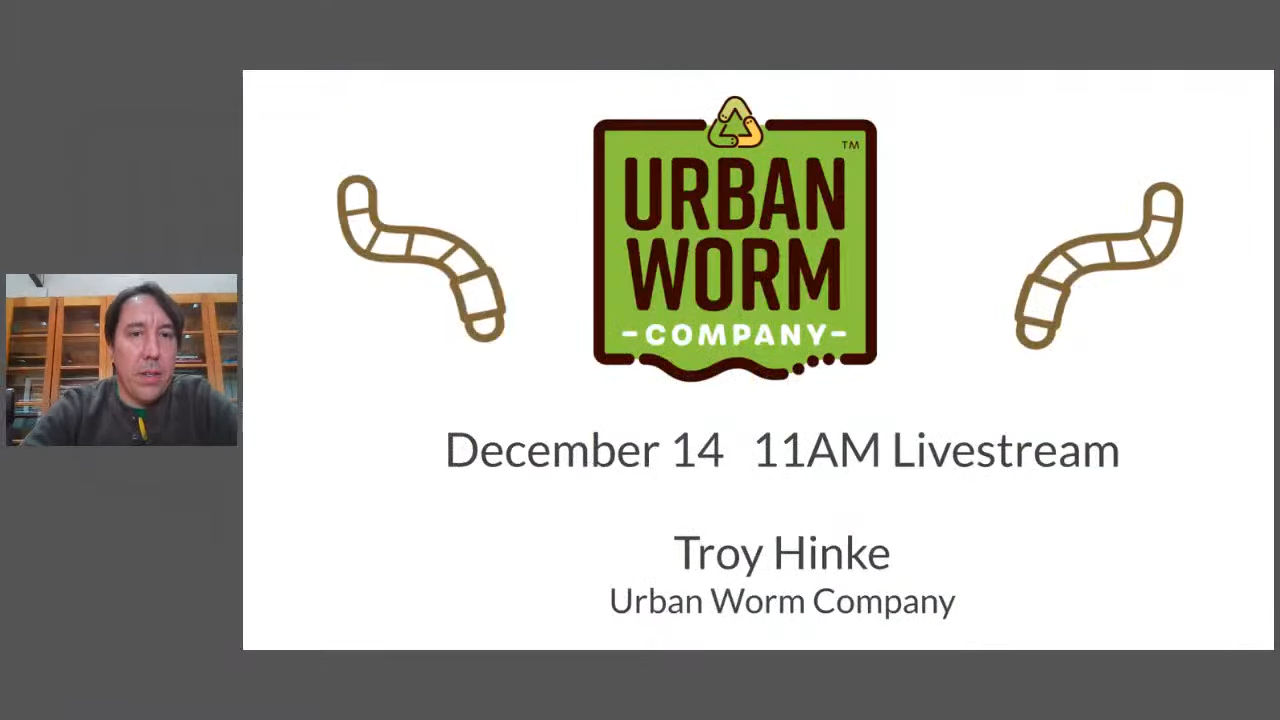 URBAN
WORM
-COMPANY-
TM
December 14 11AM Livestream
Troy Hinke
Urban Worm Company